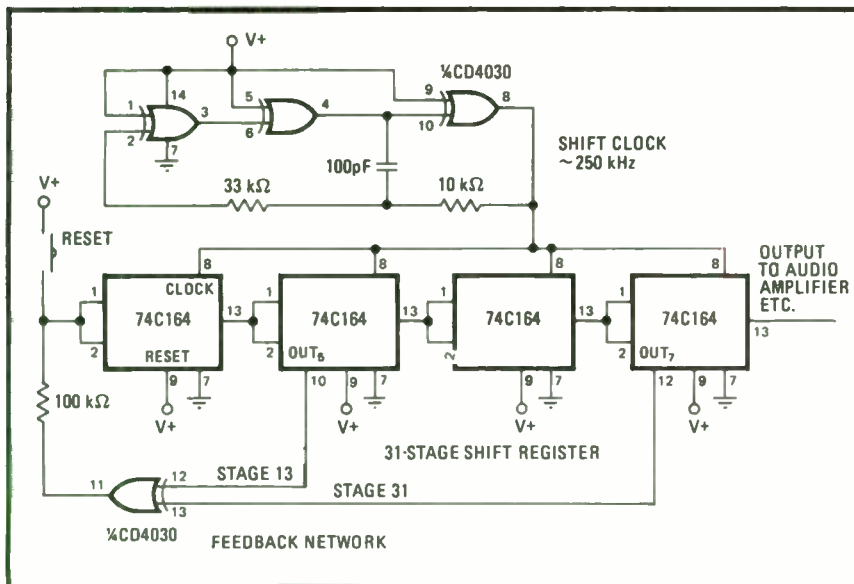 V+
¼CD4030
14
1
2
3
7
5
6
4
9
10
8
100pF
SHIFT CLOCK
~250 kHz
33 kΩ
10 kΩ
V+
RESET
8
8
8
8
OUTPUT
TO AUDIO
AMPLIFIER
ETC.
CLOCK
1
2
74C164
RESET
13
9
7
1
2
74C164
OUT₅
13
10
9
7
1
2
74C164
13
9
7
1
2
74C164
OUT₇
13
12
9
7
100 kΩ
V+
V+
V+
V+
31-STAGE SHIFT REGISTER
11
12
13
STAGE 13
STAGE 31
¼CD4030
FEEDBACK NETWORK